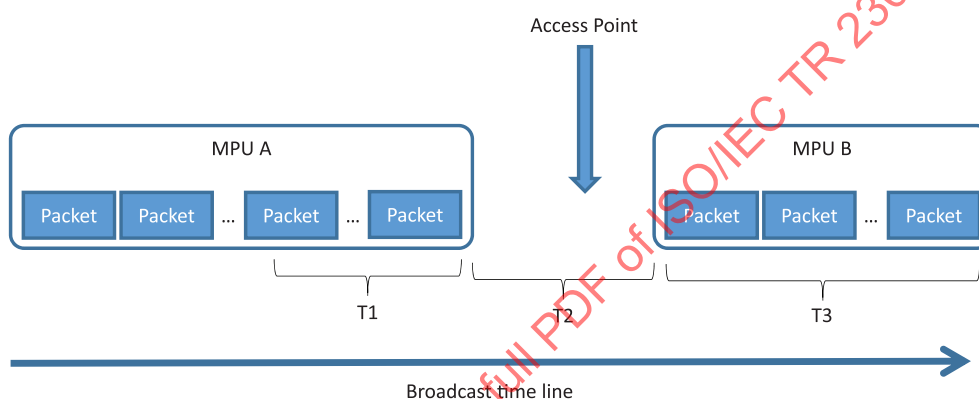 Access Point
MPU A
MPU B
Packet Packet ... Packet ... Packet
Packet Packet ... Packet
T1
T2
T3
Broadcast time line
full PDF of ISO/IEC TR